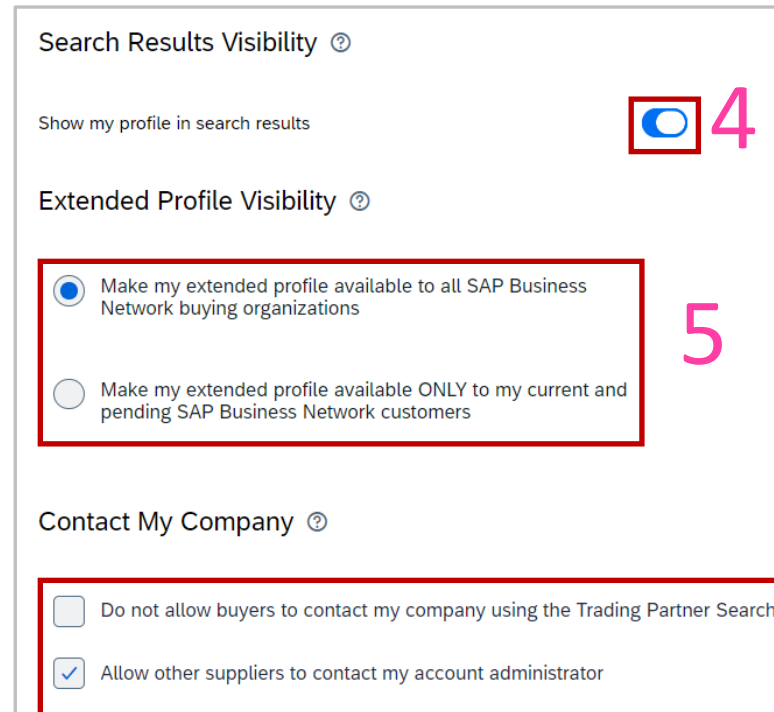 Search Results Visibility
Show my profile in search results
4
Extended Profile Visibility
Make my extended profile available to all SAP Business
Network buying organizations
5
Make my extended profile available ONLY to my current and
pending SAP Business Network customers
Contact My Company
Do not allow buyers to contact my company using the Trading Partner Search
Allow other suppliers to contact my account administrator